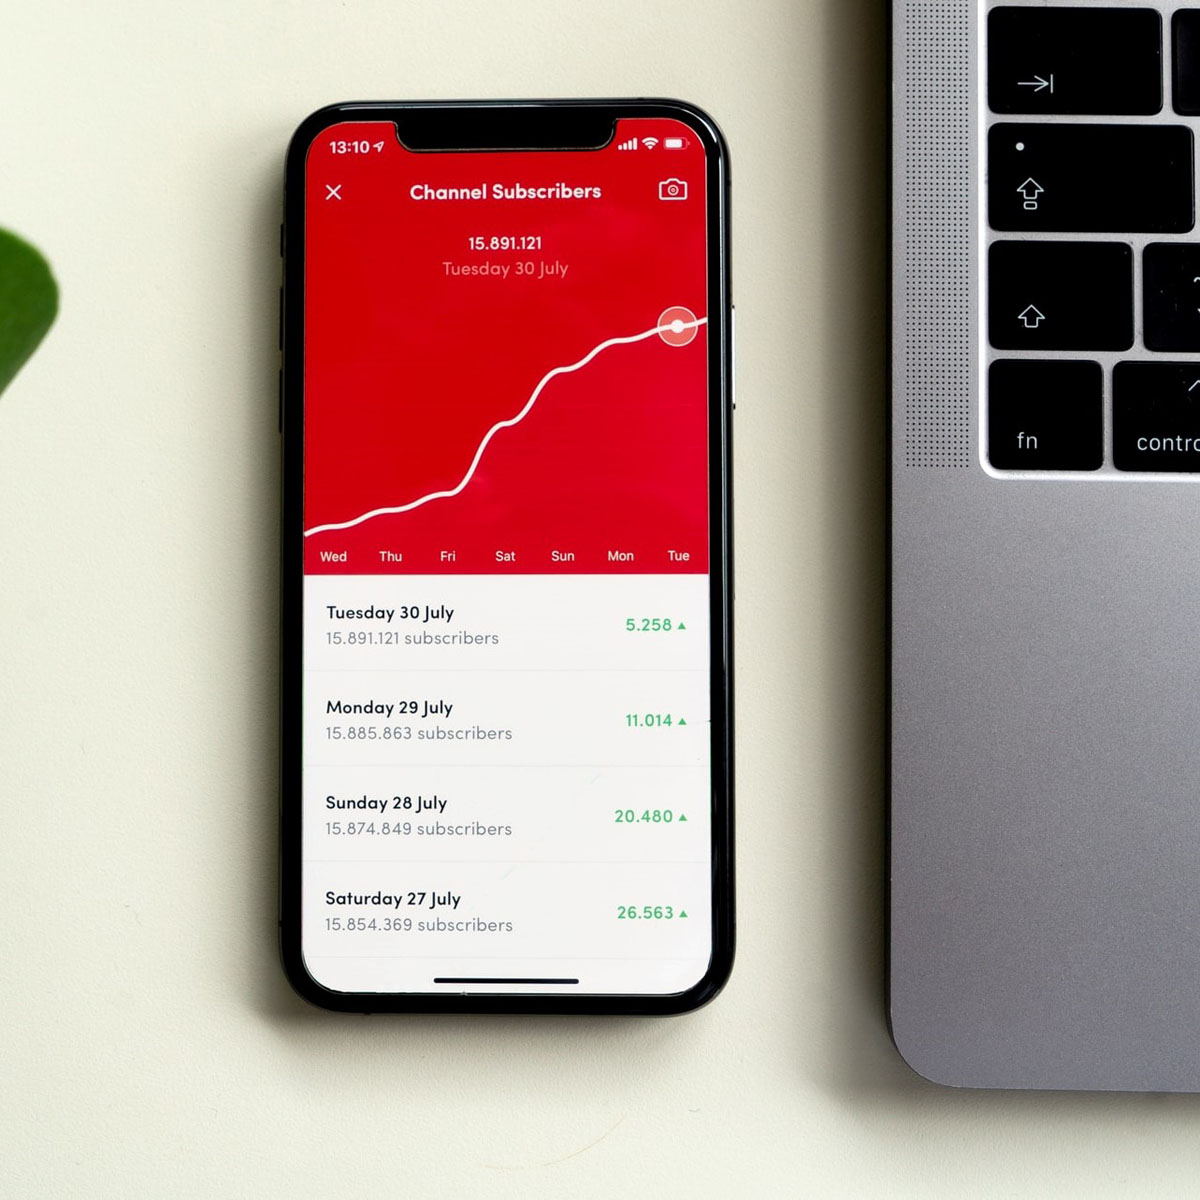 13:10
Channel Subscribers
15.891.121
Tuesday 30 July
Wed Thu Fri Sat Sun Mon Tue
Tuesday 30 July
15.891.121 subscribers
5.258 ▲
Monday 29 July
15.885.863 subscribers
11.014 ▲
Sunday 28 July
15.874.849 subscribers
20.480 ▲
Saturday 27 July
15.854.369 subscribers
26.563 ▲
fn
contro